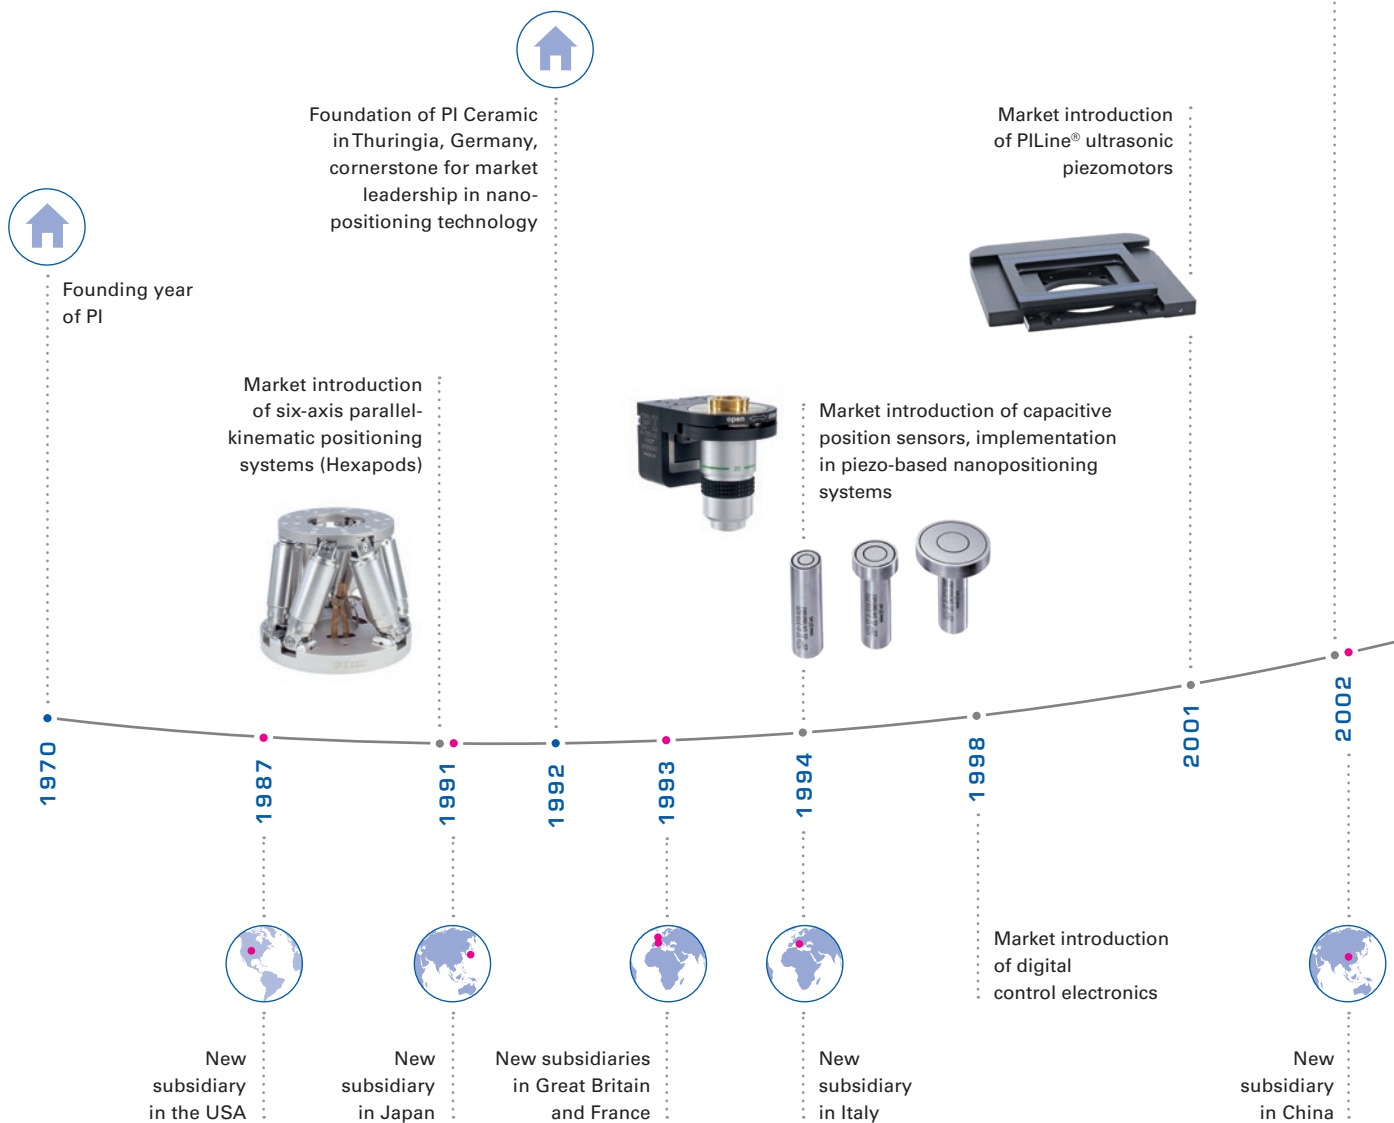 Foundation of PI Ceramic
in Thuringia, Germany,
cornerstone for market
leadership in nano-
positioning technology
Market introduction
of PILine® ultrasonic
piezomotors
Founding year
of PI
Market introduction
of six-axis parallel-
kinematic positioning
systems (Hexapods)
open
Market introduction of capacitive
position sensors, implementation
in piezo-based nanopositioning
systems
1970
1987
1991
1992
1993
1994
1998
2001
2002
Market introduction
of digital
control electronics
New
subsidiary
in the USA
New
subsidiary
in Japan
New subsidiaries
in Great Britain
and France
New
subsidiary
in Italy
New
subsidiary
in China